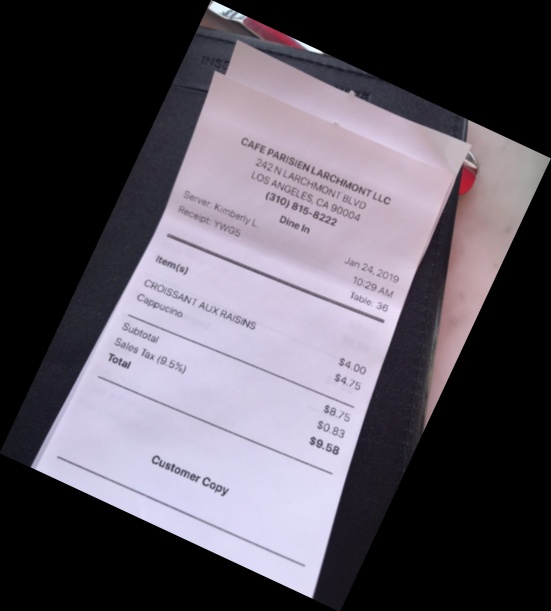 CAFE PARISIEN LARCHMONT LLC
242 N LARCHMONT BLVD
LOS ANGELES, CA 90004
(310) 815-8222
Dine In
Server: Kimberly L.
Receipt: YWG5
Jan 24, 2019
10:29 AM
Table: 36
Item(s)
CROISSANT AUX RAISINS $4.00
Cappucino $4.75
Subtotal $8.75
Sales Tax (9.5%) $0.83
Total $9.58
Customer Copy